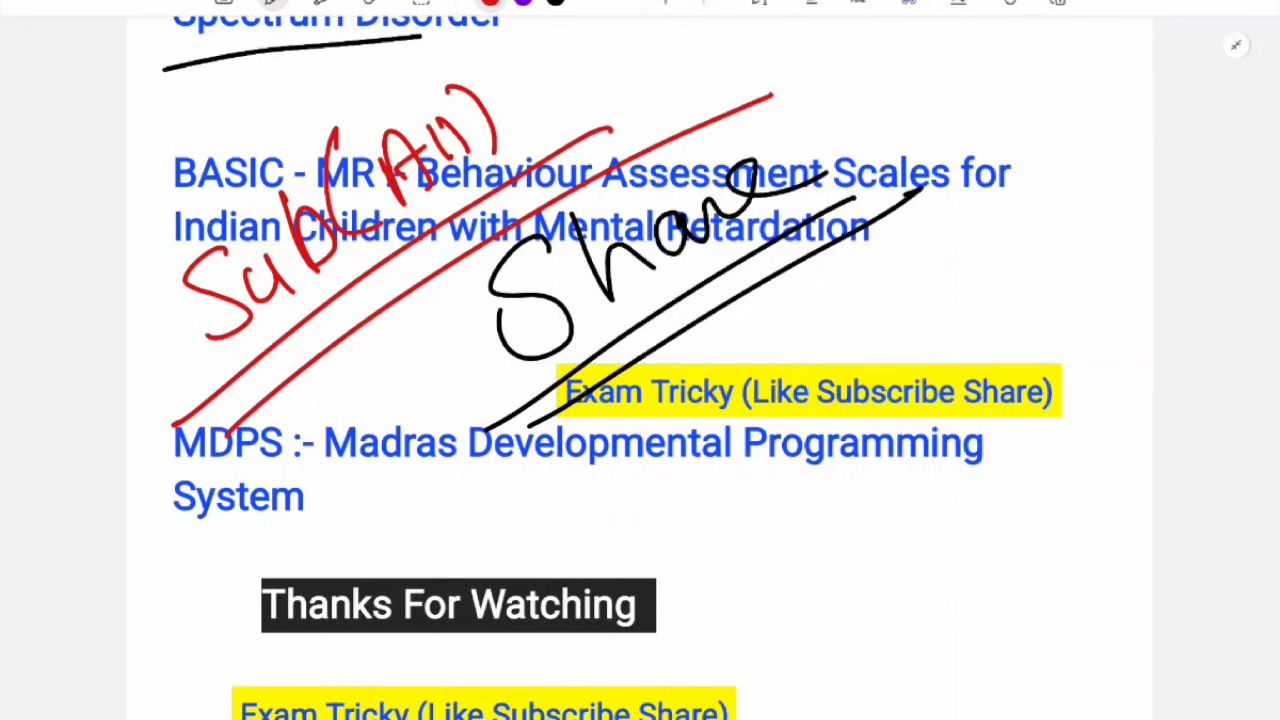 Spectrum Disorder
BASIC - MR :- Behaviour Assessment Scales for
Indian Children with Mental Retardation
Sub(All)
Share
Exam Tricky (Like Subscribe Share)
MDPS :- Madras Developmental Programming
System
Thanks For Watching
Exam Tricky (Like Subscribe Share)